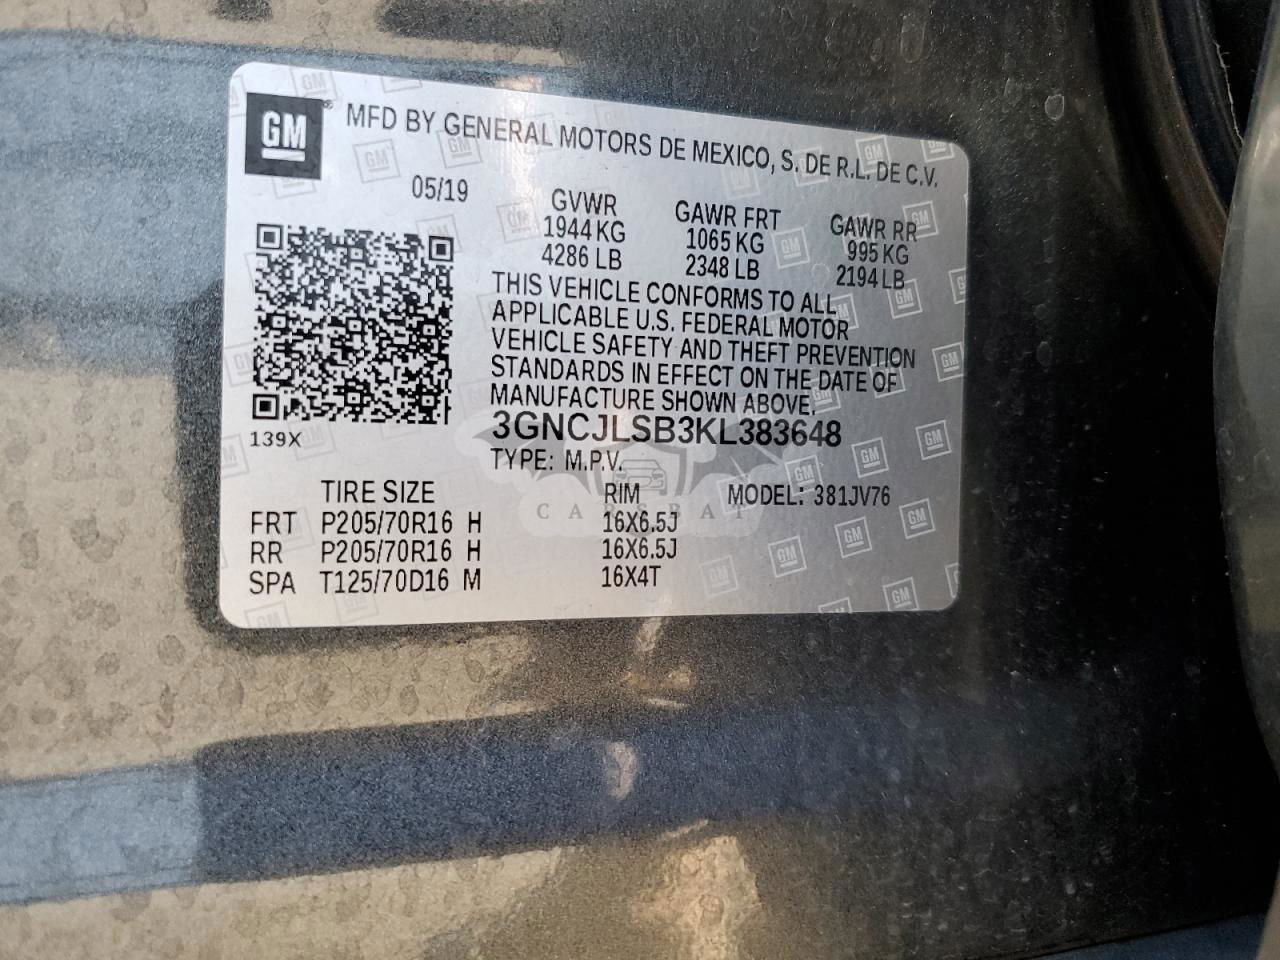 GM ® MFD BY GENERAL MOTORS DE MEXICO, S. DE R.L. DE C.V.
05/19
GVWR GAWR FRT GAWR RR
1944 KG 1065 KG 995 KG
4286 LB 2348 LB 2194 LB
THIS VEHICLE CONFORMS TO ALL
APPLICABLE U.S. FEDERAL MOTOR
VEHICLE SAFETY AND THEFT PREVENTION
STANDARDS IN EFFECT ON THE DATE OF
MANUFACTURE SHOWN ABOVE.
139X
3GNCJLSB3KL383648
TYPE: M.P.V.
TIRE SIZE RIM MODEL: 381JV76
CARSBAT
FRT P205/70R16 H 16X6.5J
RR P205/70R16 H 16X6.5J
SPA T125/70D16 M 16X4T